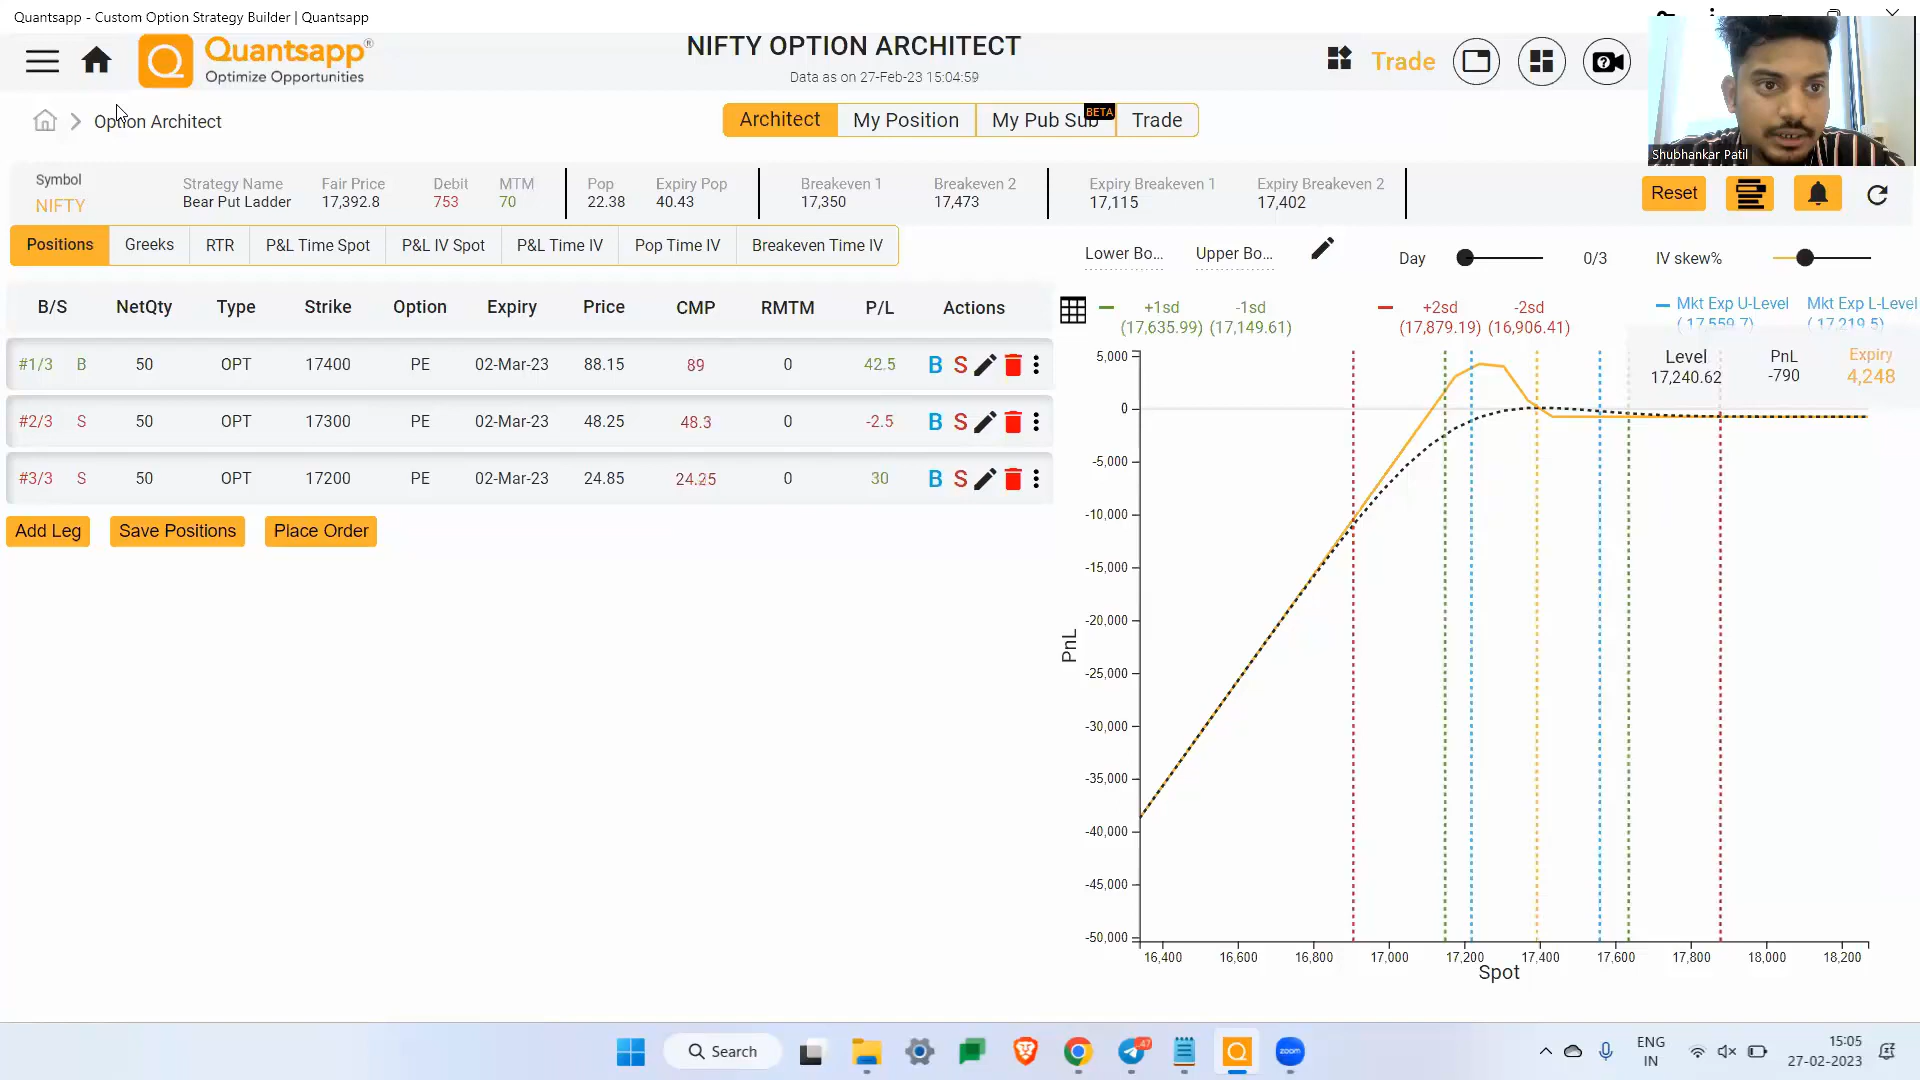 Quantsapp - Custom Option Strategy Builder | Quantsapp
Quantsapp®
Optimize Opportunities
NIFTY OPTION ARCHITECT
Data as on 27-Feb-23 15:04:59
Trade
Shubhankar Patil
Option Architect
Architect
My Position
My Pub Sub
BETA
Trade
Symbol
NIFTY
Strategy Name
Bear Put Ladder
Fair Price
17,392.8
Debit
753
MTM
70
Pop
22.38
Expiry Pop
40.43
Breakeven 1
17,350
Breakeven 2
17,473
Expiry Breakeven 1
17,115
Expiry Breakeven 2
17,402
Reset
Positions Greeks RTR P&L Time Spot P&L IV Spot P&L Time IV Pop Time IV Breakeven Time IV
Lower Bo... Upper Bo... Day 0/3 IV skew%
B/S NetQty Type Strike Option Expiry Price CMP RMTM P/L Actions
#1/3 B 50 OPT 17400 PE 02-Mar-23 88.15 89 0 42.5 B S
#2/3 S 50 OPT 17300 PE 02-Mar-23 48.25 48.3 0 -2.5 B S
#3/3 S 50 OPT 17200 PE 02-Mar-23 24.85 24.25 0 30 B S
Add Leg Save Positions Place Order
+1sd -1sd
(17,635.99) (17,149.61)
+2sd -2sd
(17,879.19) (16,906.41)
Mkt Exp U-Level Mkt Exp L-Level
(17,559.7) (17,219.5)
Level
17,240.62
PnL
-790
Expiry
4,248
5,000
0
-5,000
-10,000
-15,000
-20,000
-25,000
-30,000
-35,000
-40,000
-45,000
-50,000
PnL
16,400 16,600 16,800 17,000 17,200 17,400 17,600 17,800 18,000 18,200
Spot
Search
47
zoom
ENG
IN
15:05
27-02-2023